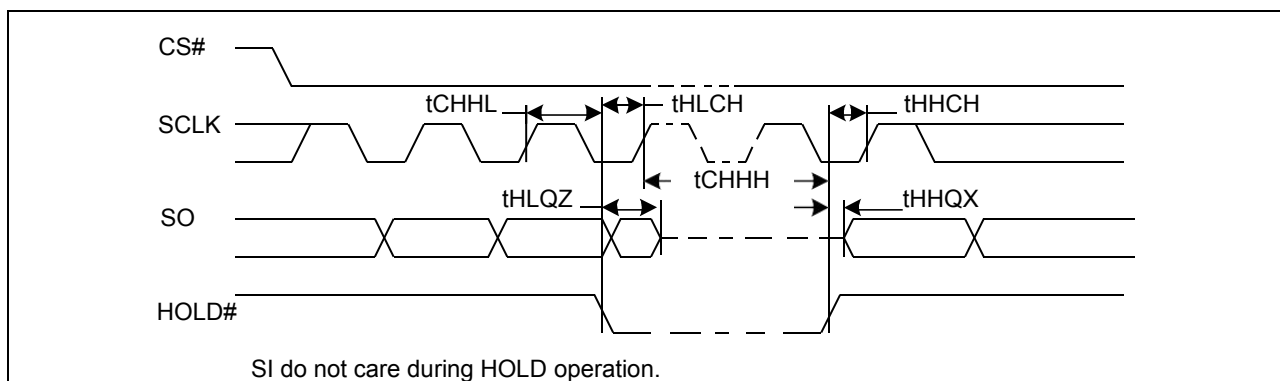 CS#
tCHHL
tHLCH
tHHCH
SCLK
tCHHH
tHLQZ
tHHQX
SO
HOLD#
SI do not care during HOLD operation.